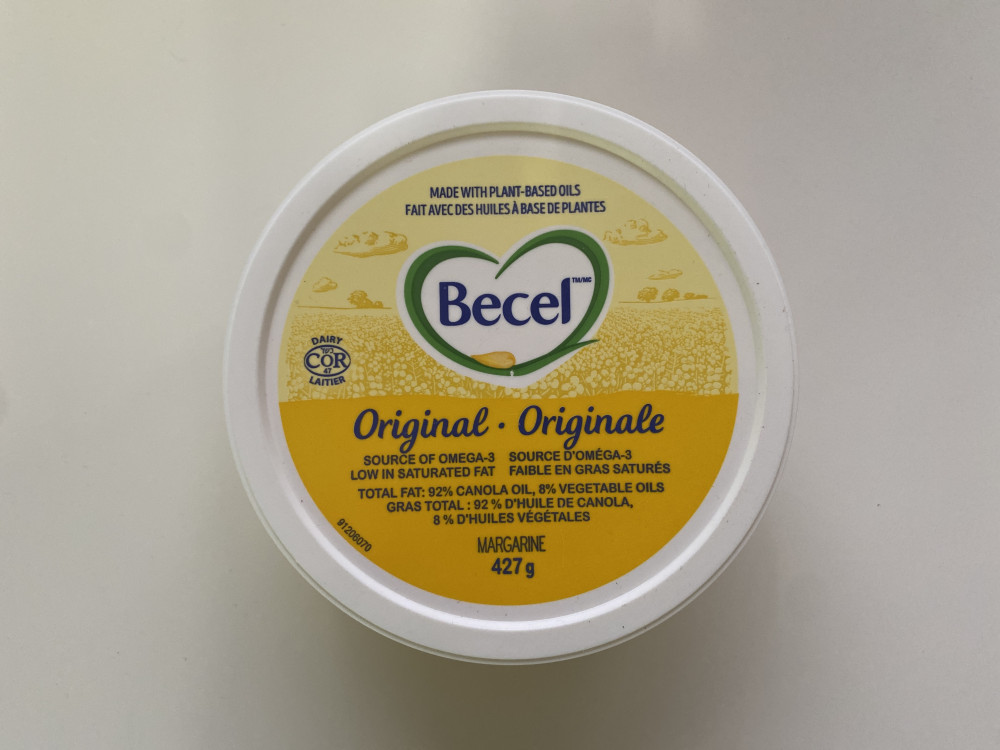 MADE WITH PLANT-BASED OILS
FAIT AVEC DES HUILES À BASE DE PLANTES
Becel TM/MC
DAIRY
כשר
COR
47
LAITIER
Original · Originale
SOURCE OF OMEGA-3 SOURCE D'OMÉGA-3
LOW IN SATURATED FAT FAIBLE EN GRAS SATURÉS
TOTAL FAT: 92% CANOLA OIL, 8% VEGETABLE OILS
GRAS TOTAL : 92 % D'HUILE DE CANOLA,
8 % D'HUILES VÉGÉTALES
91206070
MARGARINE
427 g